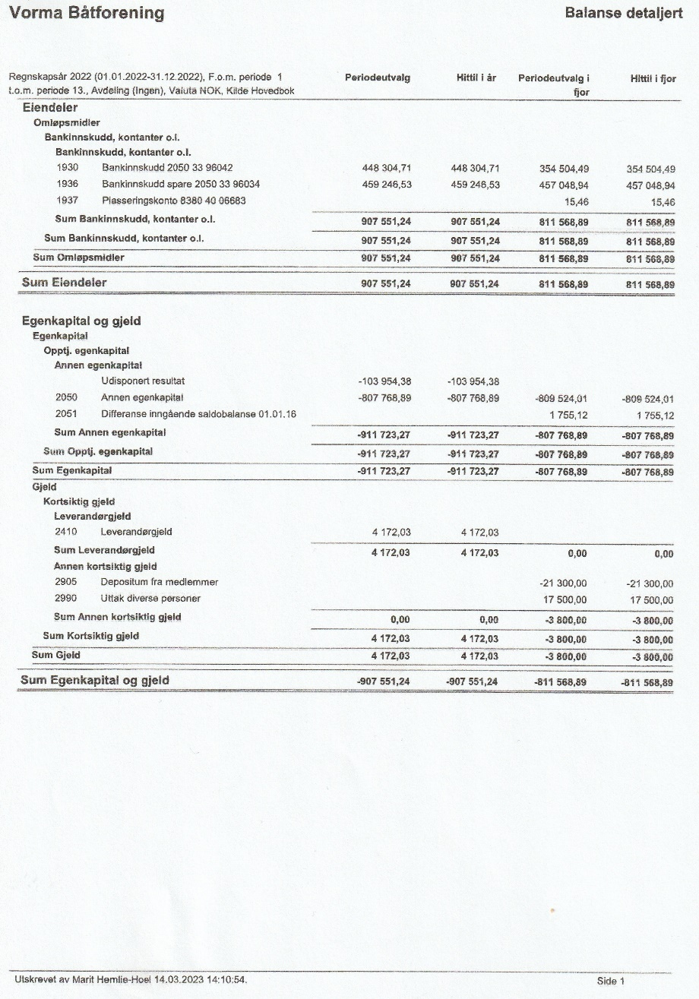 Vorma Båtforening Balanse detaljert
Regnskapsår 2022 (01.01.2022-31.12.2022), F.o.m. periode 1 Periodeutvalg Hittil i år Periodeutvalg i Hittil i fjor
t.o.m. periode 13., Avdeling (Ingen), Valuta NOK, Kilde Hovedbok fjor
Eiendeler
Omløpsmidler
Bankinnskudd, kontanter o.l.
Bankinnskudd, kontanter o.l.
1930 Bankinnskudd 2050 33 96042 448 304,71 448 304,71 354 504,49 354 504,49
1936 Bankinnskudd spare 2050 33 96034 459 246,53 459 246,53 457 048,94 457 048,94
1937 Plasseringskonto 8380 40 06683 15,46 15,46
Sum Bankinnskudd, kontanter o.l. 907 551,24 907 551,24 811 568,89 811 568,89
Sum Bankinnskudd, kontanter o.l. 907 551,24 907 551,24 811 568,89 811 568,89
Sum Omløpsmidler 907 551,24 907 551,24 811 568,89 811 568,89
Sum Eiendeler 907 551,24 907 551,24 811 568,89 811 568,89
Egenkapital og gjeld
Egenkapital
Opptj. egenkapital
Annen egenkapital
Udisponert resultat -103 954,38 -103 954,38
2050 Annen egenkapital -807 768,89 -807 768,89 -809 524,01 -809 524,01
2051 Differanse inngående saldobalanse 01.01.16 1 755,12 1 755,12
Sum Annen egenkapital -911 723,27 -911 723,27 -807 768,89 -807 768,89
Sum Opptj. egenkapital -911 723,27 -911 723,27 -807 768,89 -807 768,89
Sum Egenkapital -911 723,27 -911 723,27 -807 768,89 -807 768,89
Gjeld
Kortsiktig gjeld
Leverandørgjeld
2410 Leverandørgjeld 4 172,03 4 172,03
Sum Leverandørgjeld 4 172,03 4 172,03 0,00 0,00
Annen kortsiktig gjeld
2905 Depositum fra medlemmer -21 300,00 -21 300,00
2990 Uttak diverse personer 17 500,00 17 500,00
Sum Annen kortsiktig gjeld 0,00 0,00 -3 800,00 -3 800,00
Sum Kortsiktig gjeld 4 172,03 4 172,03 -3 800,00 -3 800,00
Sum Gjeld 4 172,03 4 172,03 -3 800,00 -3 800,00
Sum Egenkapital og gjeld -907 551,24 -907 551,24 -811 568,89 -811 568,89
Utskrevet av Marit Hemlie-Hoel 14.03.2023 14:10:54. Side 1